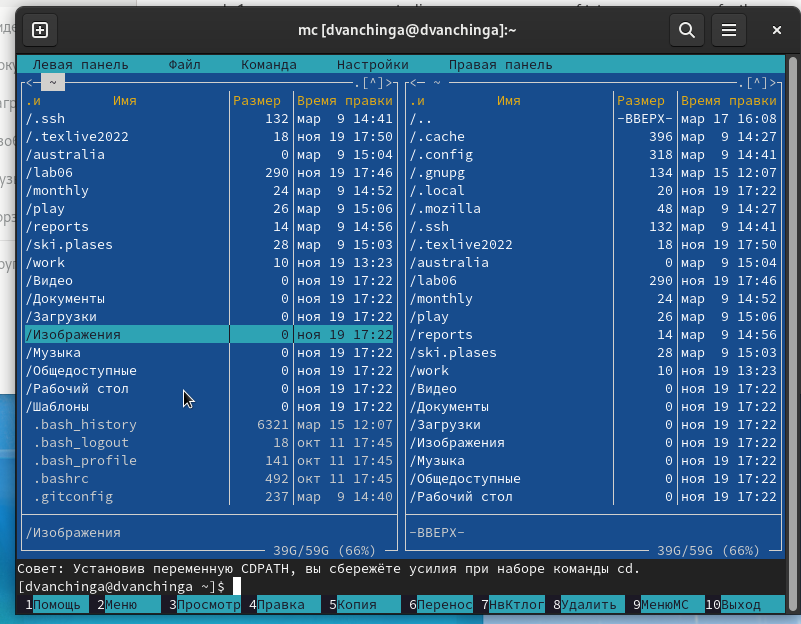 mc [dvanchinga@dvanchinga]:~
Левая панель Файл Команда Настройки Правая панель
<─ ~ .[^]>
.и Имя Размер Время правки
/.ssh 132 мар 9 14:41
/.texlive2022 18 ноя 19 17:50
/australia 0 мар 9 15:04
/lab06 290 ноя 19 17:46
/monthly 24 мар 9 14:52
/play 26 мар 9 15:06
/reports 14 мар 9 14:56
/ski.plases 28 мар 9 15:03
/work 10 ноя 19 13:23
/Видео 0 ноя 19 17:22
/Документы 0 ноя 19 17:22
/Загрузки 0 ноя 19 17:22
/Изображения 0 ноя 19 17:22
/Музыка 0 ноя 19 17:22
/Общедоступные 0 ноя 19 17:22
/Рабочий стол 0 ноя 19 17:22
/Шаблоны 0 ноя 19 17:22
.bash_history 6321 мар 15 12:07
.bash_logout 18 окт 11 17:45
.bash_profile 141 окт 11 17:45
.bashrc 492 окт 11 17:45
.gitconfig 237 мар 9 14:40
/Изображения
39G/59G (66%)
<─ ~ .[^]>
.и Имя Размер Время правки
/.. -ВВЕРХ- мар 17 16:08
/.cache 396 мар 9 14:27
/.config 318 мар 9 14:41
/.gnupg 134 мар 15 12:07
/.local 20 ноя 19 17:22
/.mozilla 48 мар 9 14:27
/.ssh 132 мар 9 14:41
/.texlive2022 18 ноя 19 17:50
/australia 0 мар 9 15:04
/lab06 290 ноя 19 17:46
/monthly 24 мар 9 14:52
/play 26 мар 9 15:06
/reports 14 мар 9 14:56
/ski.plases 28 мар 9 15:03
/work 10 ноя 19 13:23
/Видео 0 ноя 19 17:22
/Документы 0 ноя 19 17:22
/Загрузки 0 ноя 19 17:22
/Изображения 0 ноя 19 17:22
/Музыка 0 ноя 19 17:22
/Общедоступные 0 ноя 19 17:22
/Рабочий стол 0 ноя 19 17:22
-ВВЕРХ-
39G/59G (66%)
Совет: Установив переменную CDPATH, вы сбережёте усилия при наборе команды cd.
[dvanchinga@dvanchinga ~]$
1Помощь 2Меню 3Просмотр 4Правка 5Копия 6Перенос 7НвКтлог 8Удалить 9МенюМС 10Выход